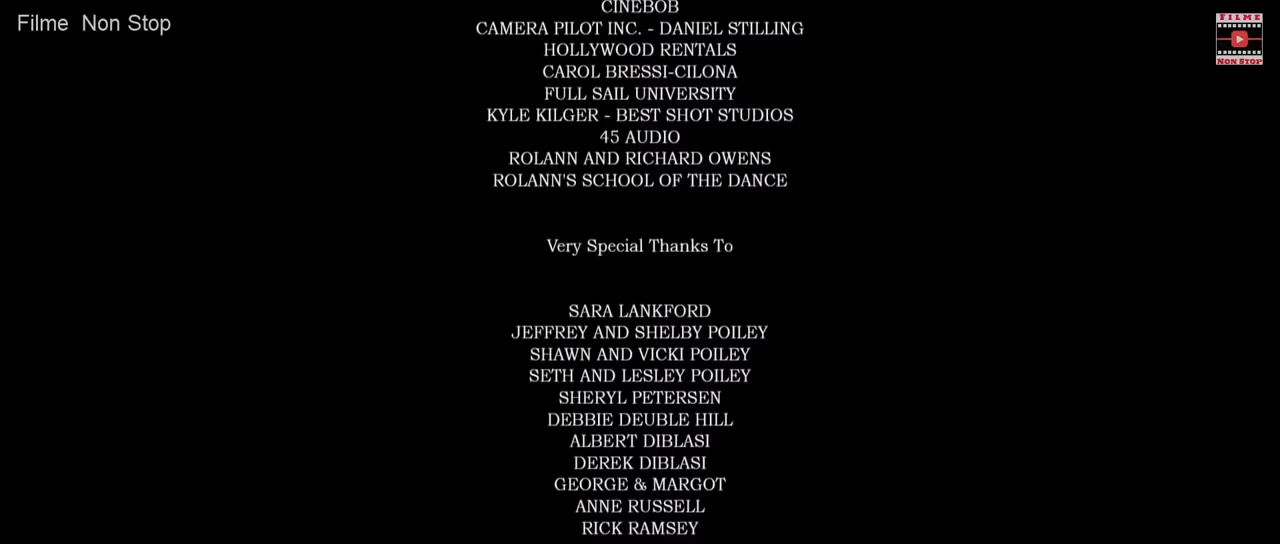 Filme Non Stop
FILME
NON STOP
CINEBOB
CAMERA PILOT INC. - DANIEL STILLING
HOLLYWOOD RENTALS
CAROL BRESSI-CILONA
FULL SAIL UNIVERSITY
KYLE KILGER - BEST SHOT STUDIOS
45 AUDIO
ROLANN AND RICHARD OWENS
ROLANN'S SCHOOL OF THE DANCE
Very Special Thanks To
SARA LANKFORD
JEFFREY AND SHELBY POILEY
SHAWN AND VICKI POILEY
SETH AND LESLEY POILEY
SHERYL PETERSEN
DEBBIE DEUBLE HILL
ALBERT DIBLASI
DEREK DIBLASI
GEORGE & MARGOT
ANNE RUSSELL
RICK RAMSEY